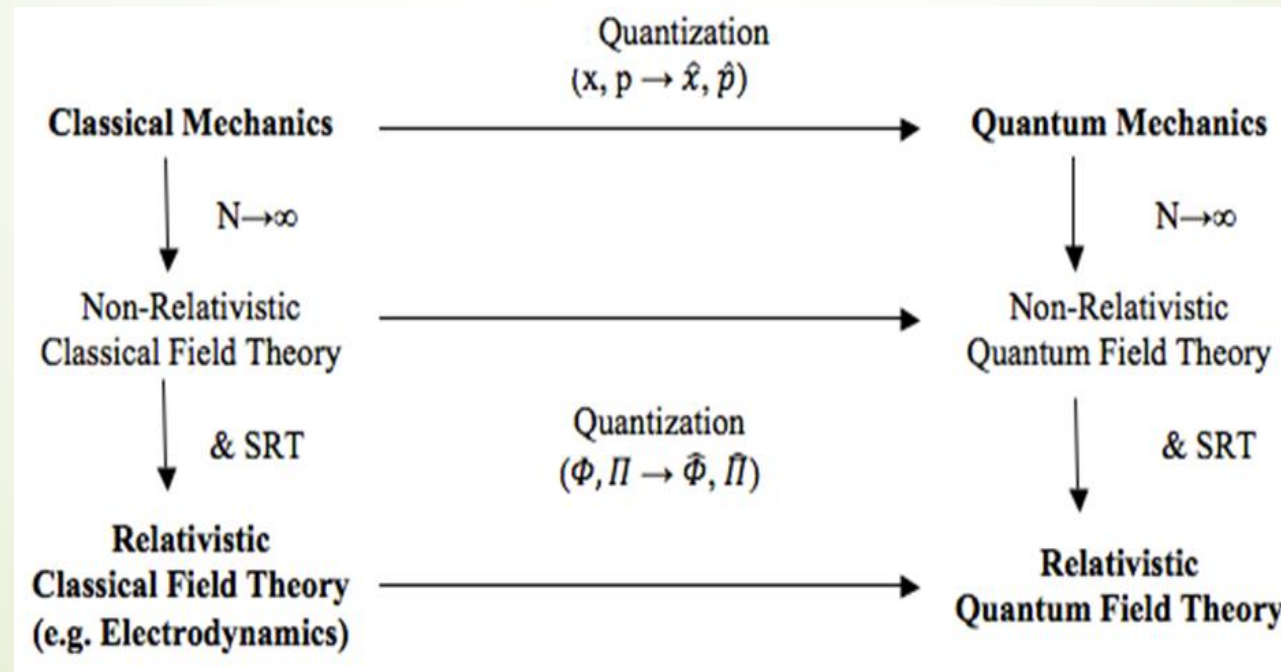 Quantization
(x, p → x̂, p̂)
Classical Mechanics
Quantum Mechanics
N→∞
N→∞
Non-Relativistic
Classical Field Theory
Non-Relativistic
Quantum Field Theory
& SRT
Quantization
(Φ, Π → Φ̂, Π̂)
& SRT
Relativistic
Classical Field Theory
(e.g. Electrodynamics)
Relativistic
Quantum Field Theory